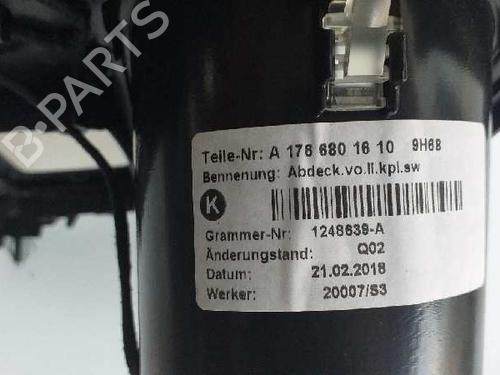 B-PARTS
Teile-Nr: A 176 680 16 10 9H68
Bennenung: Abdeck.vo.li.kpl.sw
K
Grammer-Nr: 1248639-A
Änderungstand: Q02
Datum: 21.02.2018
Werker: 20007/S3